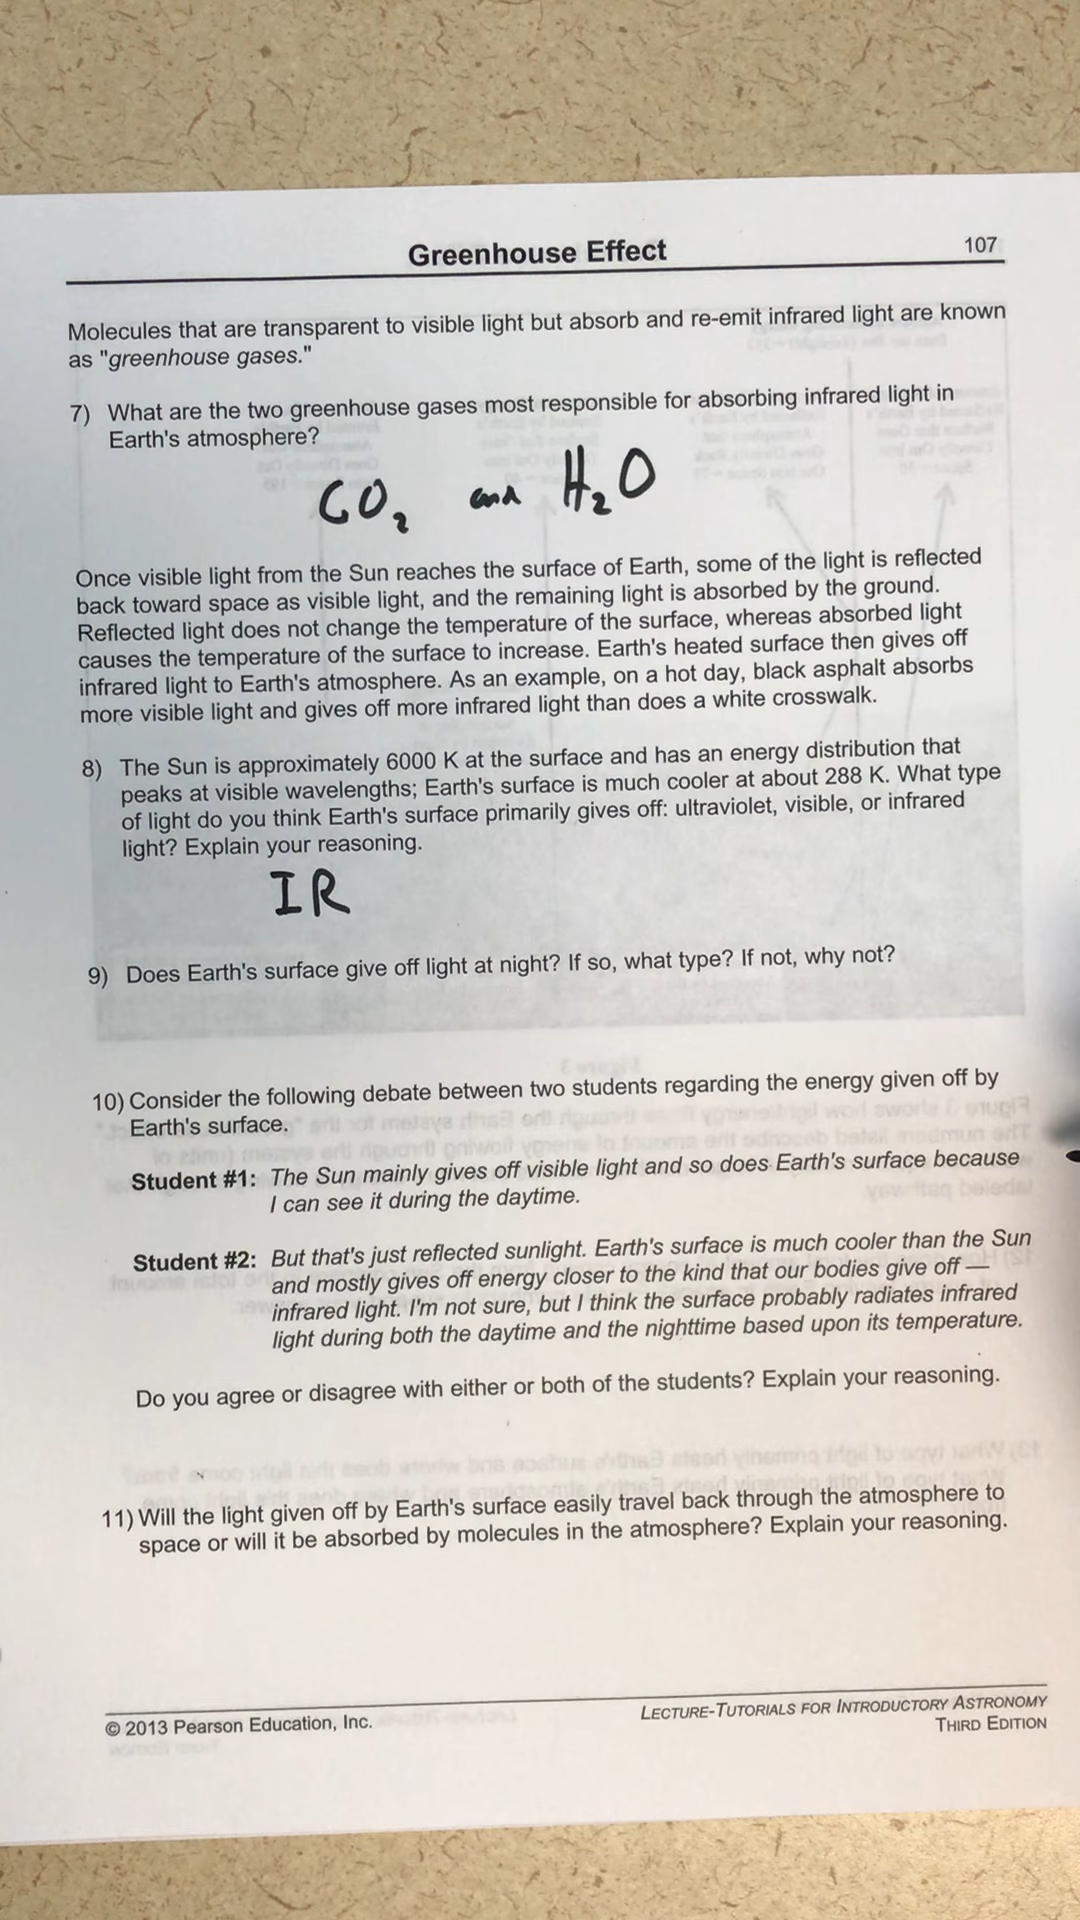 Greenhouse Effect 107
Molecules that are transparent to visible light but absorb and re-emit infrared light are known
as "greenhouse gases."
7) What are the two greenhouse gases most responsible for absorbing infrared light in
Earth's atmosphere?
CO₂ and H₂O
Once visible light from the Sun reaches the surface of Earth, some of the light is reflected
back toward space as visible light, and the remaining light is absorbed by the ground.
Reflected light does not change the temperature of the surface, whereas absorbed light
causes the temperature of the surface to increase. Earth's heated surface then gives off
infrared light to Earth's atmosphere. As an example, on a hot day, black asphalt absorbs
more visible light and gives off more infrared light than does a white crosswalk.
8) The Sun is approximately 6000 K at the surface and has an energy distribution that
peaks at visible wavelengths; Earth's surface is much cooler at about 288 K. What type
of light do you think Earth's surface primarily gives off: ultraviolet, visible, or infrared
light? Explain your reasoning.
IR
9) Does Earth's surface give off light at night? If so, what type? If not, why not?
10) Consider the following debate between two students regarding the energy given off by
Earth's surface.
Student #1: The Sun mainly gives off visible light and so does Earth's surface because
I can see it during the daytime.
Student #2: But that's just reflected sunlight. Earth's surface is much cooler than the Sun
and mostly gives off energy closer to the kind that our bodies give off —
infrared light. I'm not sure, but I think the surface probably radiates infrared
light during both the daytime and the nighttime based upon its temperature.
Do you agree or disagree with either or both of the students? Explain your reasoning.
11) Will the light given off by Earth's surface easily travel back through the atmosphere to
space or will it be absorbed by molecules in the atmosphere? Explain your reasoning.
© 2013 Pearson Education, Inc.
LECTURE-TUTORIALS FOR INTRODUCTORY ASTRONOMY
THIRD EDITION